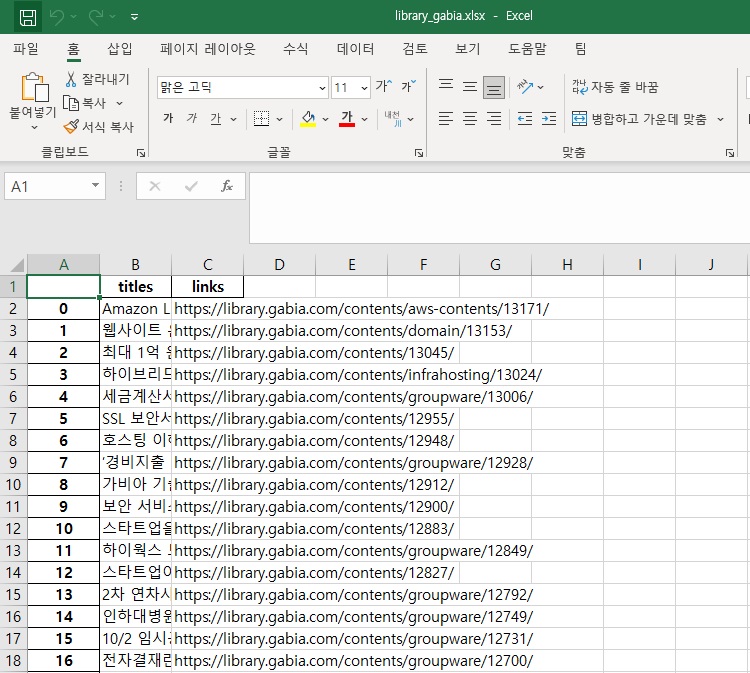 library_gabia.xlsx - Excel
파일 홈 삽입 페이지 레이아웃 수식 데이터 검토 보기 도움말 팀
붙여넣기
잘라내기
복사
서식 복사
클립보드
맑은 고딕 11 가 가
가 가 가 가 내천
글꼴
가나다 자동 줄 바꿈
병합하고 가운데 맞춤
맞춤
A1 fx
A B C D E F G H I J
1 titles links
2 0 Amazon L https://library.gabia.com/contents/aws-contents/13171/
3 1 웹사이트 https://library.gabia.com/contents/domain/13153/
4 2 최대 1억 https://library.gabia.com/contents/13045/
5 3 하이브리드 https://library.gabia.com/contents/infrahosting/13024/
6 4 세금계산서 https://library.gabia.com/contents/groupware/13006/
7 5 SSL 보안서 https://library.gabia.com/contents/12955/
8 6 호스팅 이 https://library.gabia.com/contents/12948/
9 7 ‘경비지출 https://library.gabia.com/contents/groupware/12928/
10 8 가비아 기 https://library.gabia.com/contents/12912/
11 9 보안 서비스 https://library.gabia.com/contents/12900/
12 10 스타트업을 https://library.gabia.com/contents/12883/
13 11 하이웍스 https://library.gabia.com/contents/groupware/12849/
14 12 스타트업이 https://library.gabia.com/contents/12827/
15 13 2차 연차사 https://library.gabia.com/contents/groupware/12792/
16 14 인하대병원 https://library.gabia.com/contents/groupware/12749/
17 15 10/2 임시공 https://library.gabia.com/contents/groupware/12731/
18 16 전자결재란 https://library.gabia.com/contents/groupware/12700/